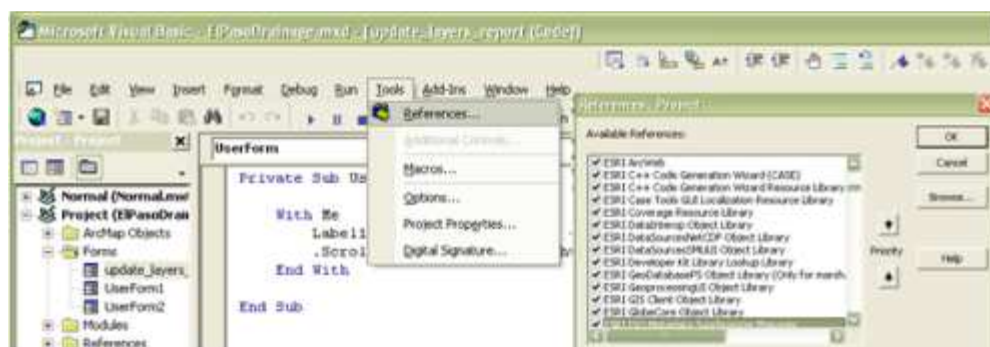 Microsoft Visual Basic - ElPasoDrainage.mxd - [update_layers_report (Code)]
File Edit View Insert Format Debug Run Tools Add-Ins Window Help
References...
Additional Controls...
Macros...
Options...
Project Properties...
Digital Signature...
Project - Project
Normal (Normal.mxt
Project (ElPasoDrain
ArcMap Objects
Forms
update_layers_
UserForm1
UserForm2
Modules
References
UserForm
Private Sub Us
With Me
Label1
.Scrol
End With
End Sub
References - Project
Available References:
ESRI ArcWeb
ESRI C++ Code Generation Wizard (CASE)
ESRI C++ Code Generation Wizard Resource Library
ESRI Case Tools GUI Localization Resource Library
ESRI Coverage Resource Library
ESRI DataInterop Object Library
ESRI DataSourcesNetCDF Object Library
ESRI DataSourcesSMUI Object Library
ESRI Developer Kit Library Lookup Library
ESRI GeoDatabasePS Object Library (Only for marsh
ESRI GeoprocessingUI Object Library
ESRI GIS Client Object Library
ESRI GlobeCore Object Library
OK
Cancel
Browse...
Priority
Help